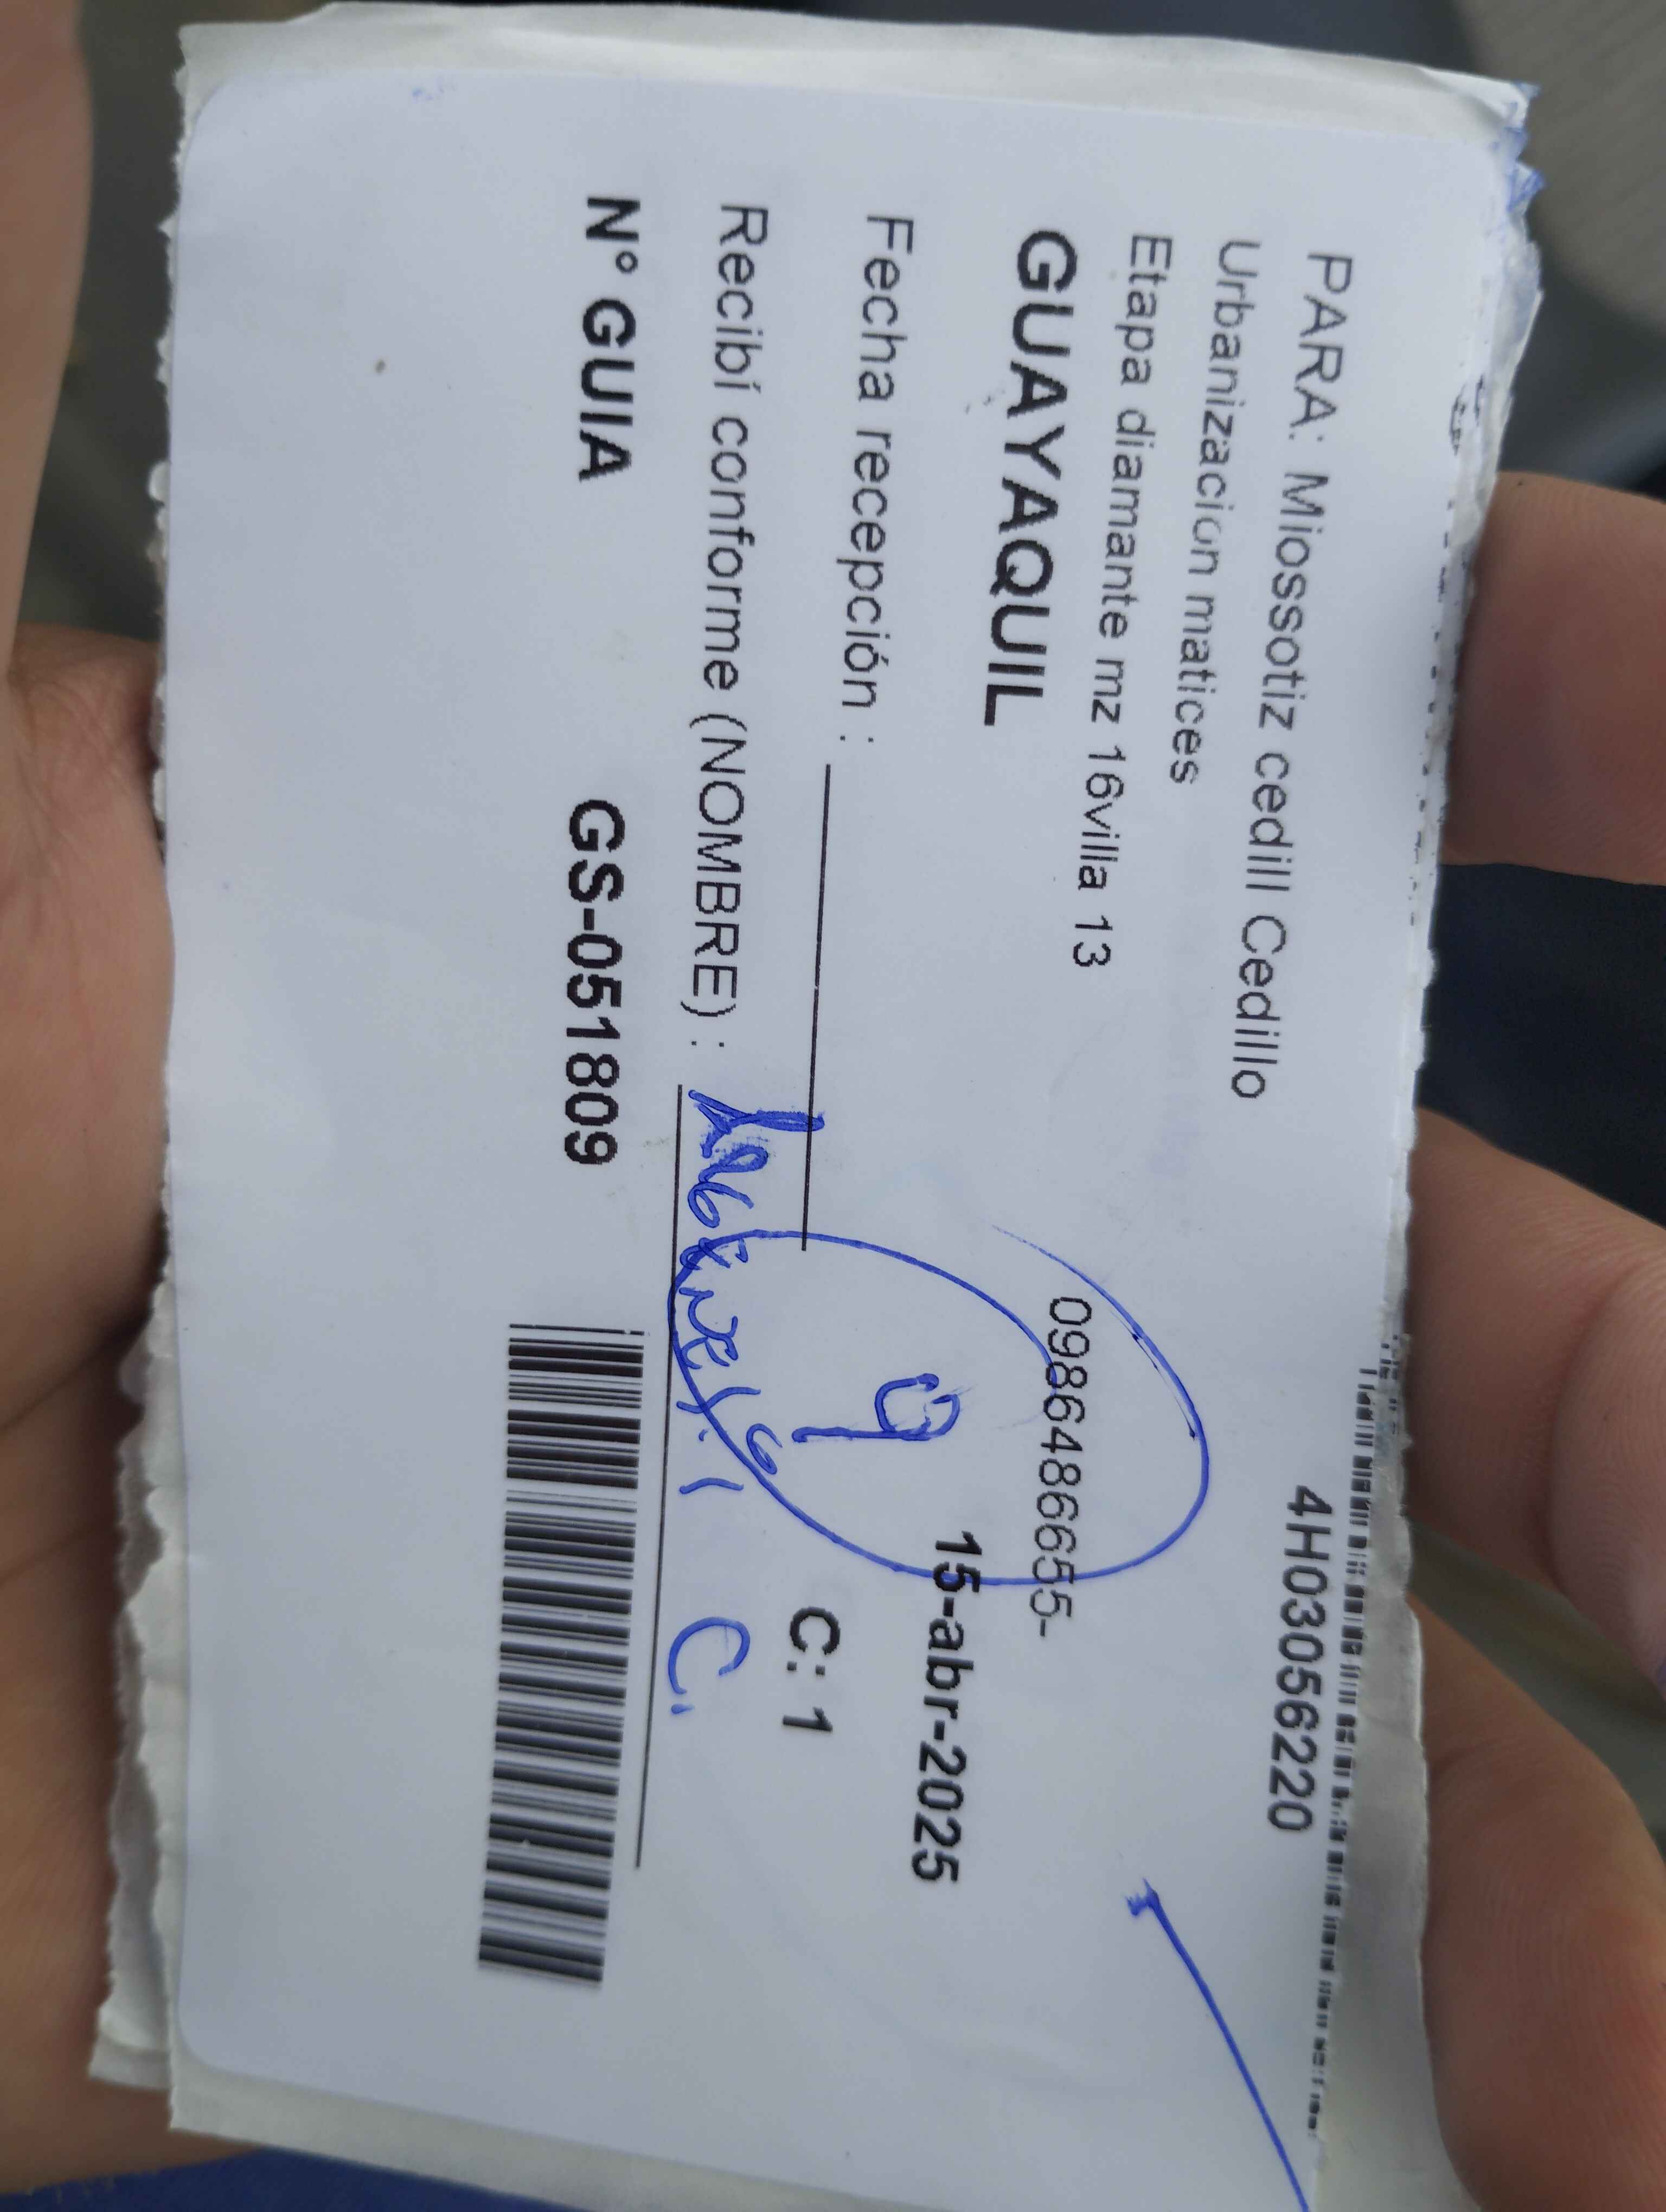 4H03056220
PARA: Miossotiz cedill Cedillo
Urbanizacion matices
Etapa diamante mz 16villa 13
0986486655-
GUAYAQUIL
15-abr-2025
Fecha recepción :
C: 1
Recibí conforme (NOMBRE) :
C.
N° GUIA GS-051809